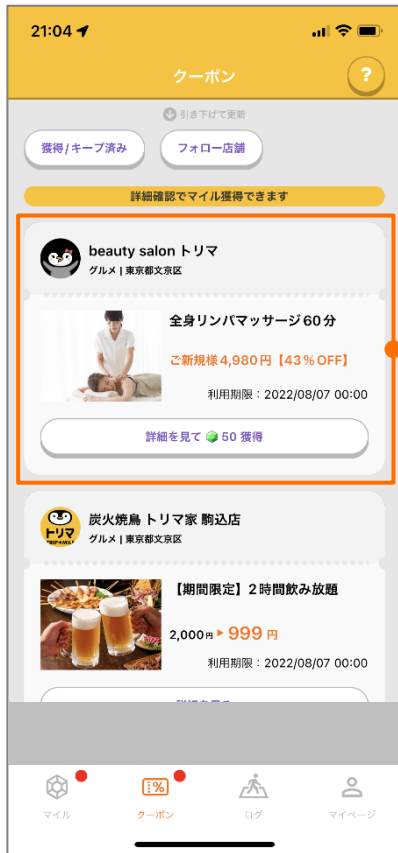 21:04
クーポン
?
引き下げて更新
獲得/キープ済み
フォロー店舗
詳細確認でマイル獲得できます
beauty salon トリマ
グルメ | 東京都文京区
全身リンパマッサージ60分
ご新規様4,980円【43%OFF】
利用期限：2022/08/07 00:00
詳細を見て 50 獲得
トリマ
炭火焼鳥 トリマ家 駒込店
グルメ | 東京都文京区
【期間限定】2時間飲み放題
2,000円 ▶ 999 円
利用期限：2022/08/07 00:00
マイル
クーポン
ログ
マイページ